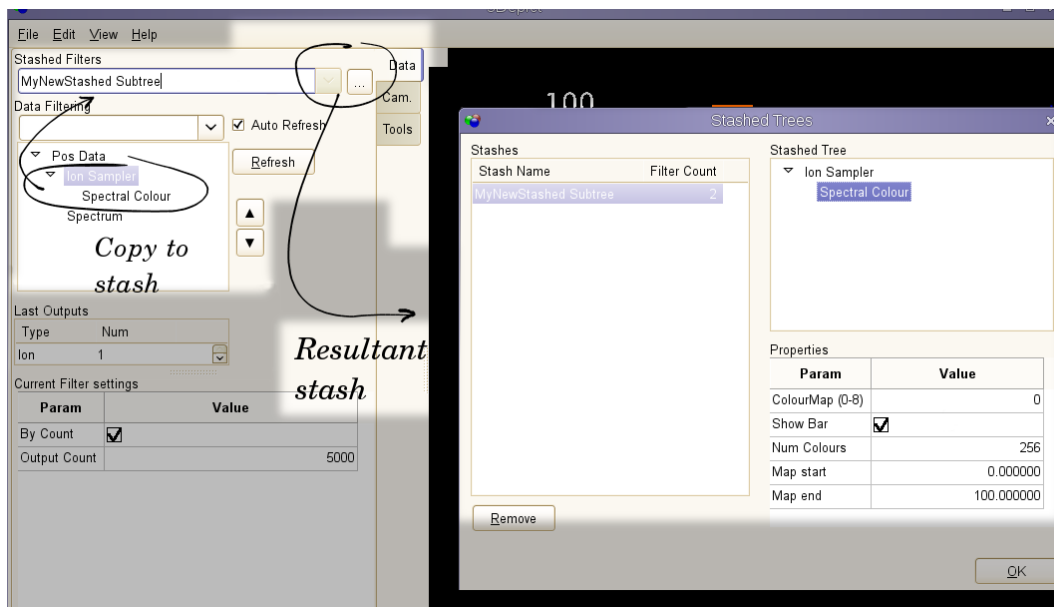 File Edit View Help
Stashed Filters
MyNewStashed Subtree
...
Data
Cam.
Tools
Data Filtering
Auto Refresh
Pos Data
Refresh
Ion Sampler
Spectral Colour
Spectrum
Copy to
stash
Last Outputs
Type Num
Ion 1
Resultant
stash
Current Filter settings
Param Value
By Count
Output Count 5000
100
Stashed Trees
Stashes
Stash Name Filter Count
MyNewStashed Subtree 2
Remove
Stashed Tree
Ion Sampler
Spectral Colour
Properties
Param Value
ColourMap (0-8) 0
Show Bar
Num Colours 256
Map start 0.000000
Map end 100.000000
OK